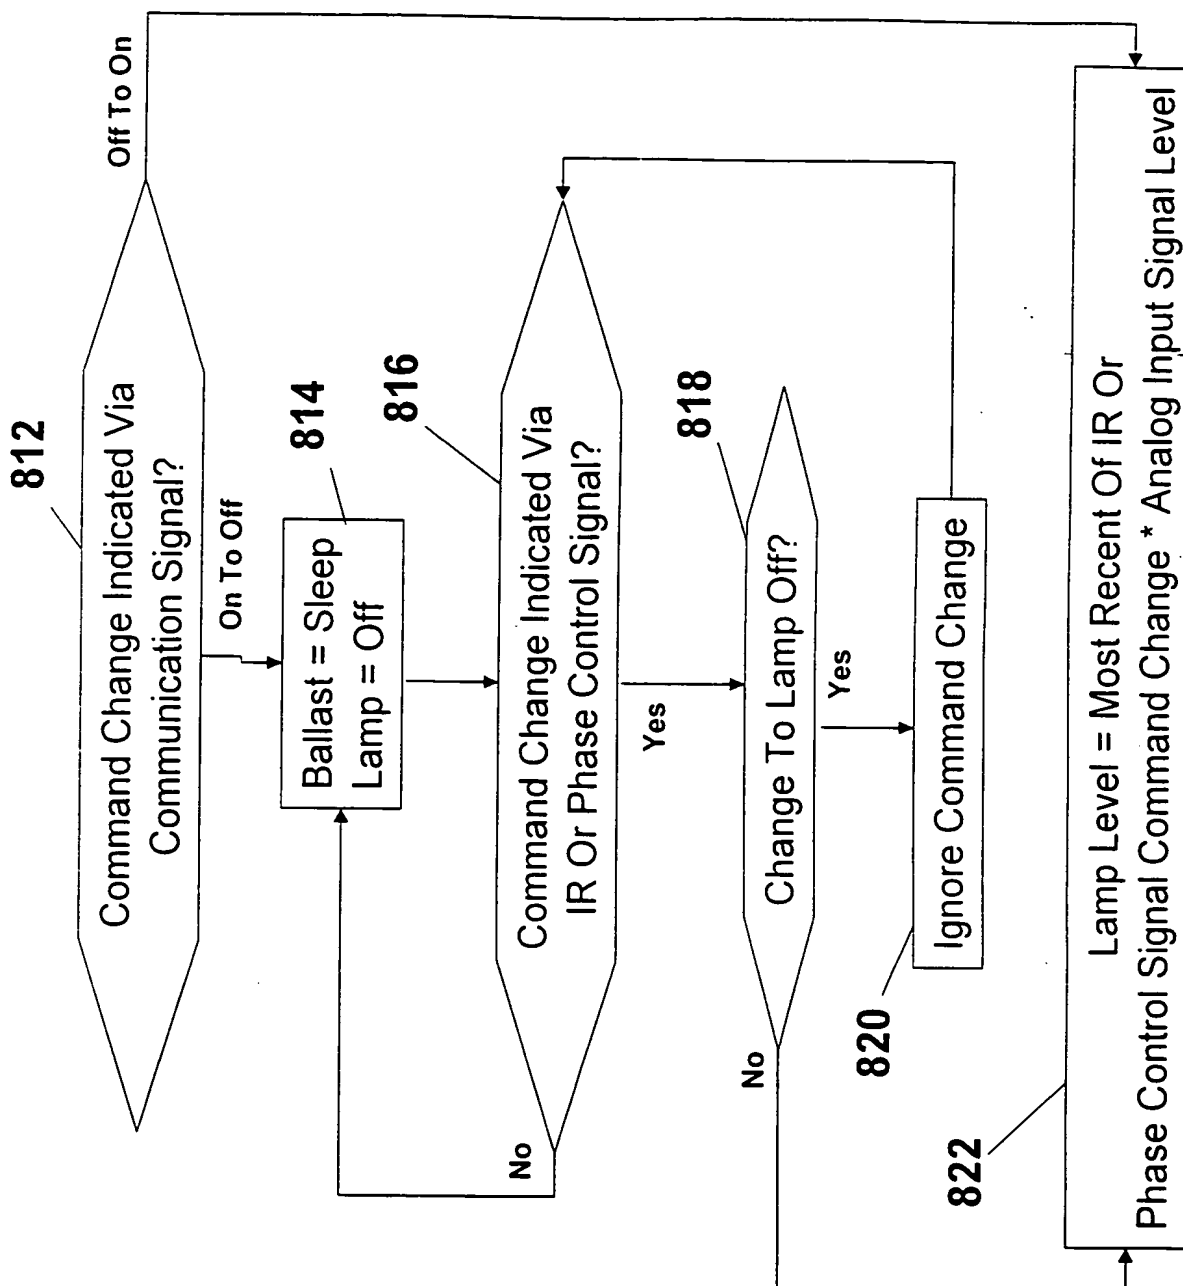 812
Command Change Indicated Via
Communication Signal?
Off To On
On To Off
814
Ballast = Sleep
Lamp = Off
816
Command Change Indicated Via
IR Or Phase Control Signal?
No
Yes
818
Change To Lamp Off?
No
Yes
820
Ignore Command Change
822
Lamp Level = Most Recent Of IR Or
Phase Control Signal Command Change * Analog Input Signal Level